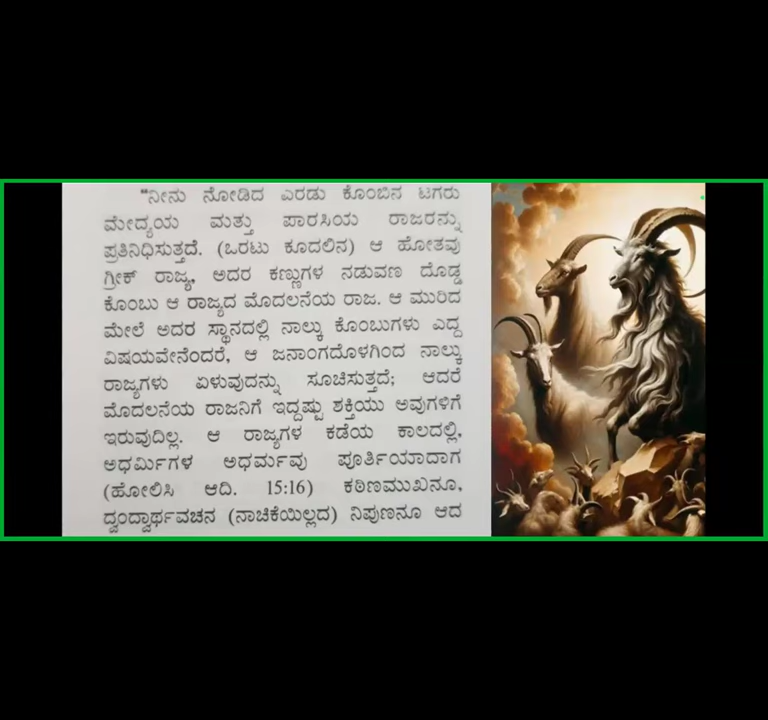 "ನೀನು ನೋಡಿದ ಎರಡು ಕೊಂಬಿನ ಟಗರು
ಮೇದ್ಯಯ ಮತ್ತು ಪಾರಸಿಯ ರಾಜರನ್ನು
ಪ್ರತಿನಿಧಿಸುತ್ತದೆ. (ಒರಟು ಕೂದಲಿನ) ಆ ಹೋತವು
ಗ್ರೀಕ್ ರಾಜ್ಯ, ಅದರ ಕಣ್ಣುಗಳ ನಡುವಣ ದೊಡ್ಡ
ಕೊಂಬು ಆ ರಾಜ್ಯದ ಮೊದಲನೆಯ ರಾಜ. ಆ ಮುರಿದ
ಮೇಲೆ ಅದರ ಸ್ಥಾನದಲ್ಲಿ ನಾಲ್ಕು ಕೊಂಬುಗಳು ಎದ್ದ
ವಿಷಯವೇನೆಂದರೆ, ಆ ಜನಾಂಗದೊಳಗಿಂದ ನಾಲ್ಕು
ರಾಜ್ಯಗಳು ಏಳುವುದನ್ನು ಸೂಚಿಸುತ್ತದೆ; ಆದರೆ
ಮೊದಲನೆಯ ರಾಜನಿಗೆ ಇದ್ದಷ್ಟು ಶಕ್ತಿಯು ಅವುಗಳಿಗೆ
ಇರುವುದಿಲ್ಲ. ಆ ರಾಜ್ಯಗಳ ಕಡೆಯ ಕಾಲದಲ್ಲಿ,
ಅಧರ್ಮಿಗಳ ಅಧರ್ಮವು ಪೂರ್ತಿಯಾದಾಗ
(ಹೋಲಿಸಿ ಆದಿ. 15:16) ಕಠಿಣಮುಖನೂ,
ದ್ವಂದ್ವಾರ್ಥವಚನ (ನಾಚಿಕೆಯಿಲ್ಲದ) ನಿಪುಣನೂ ಆದ